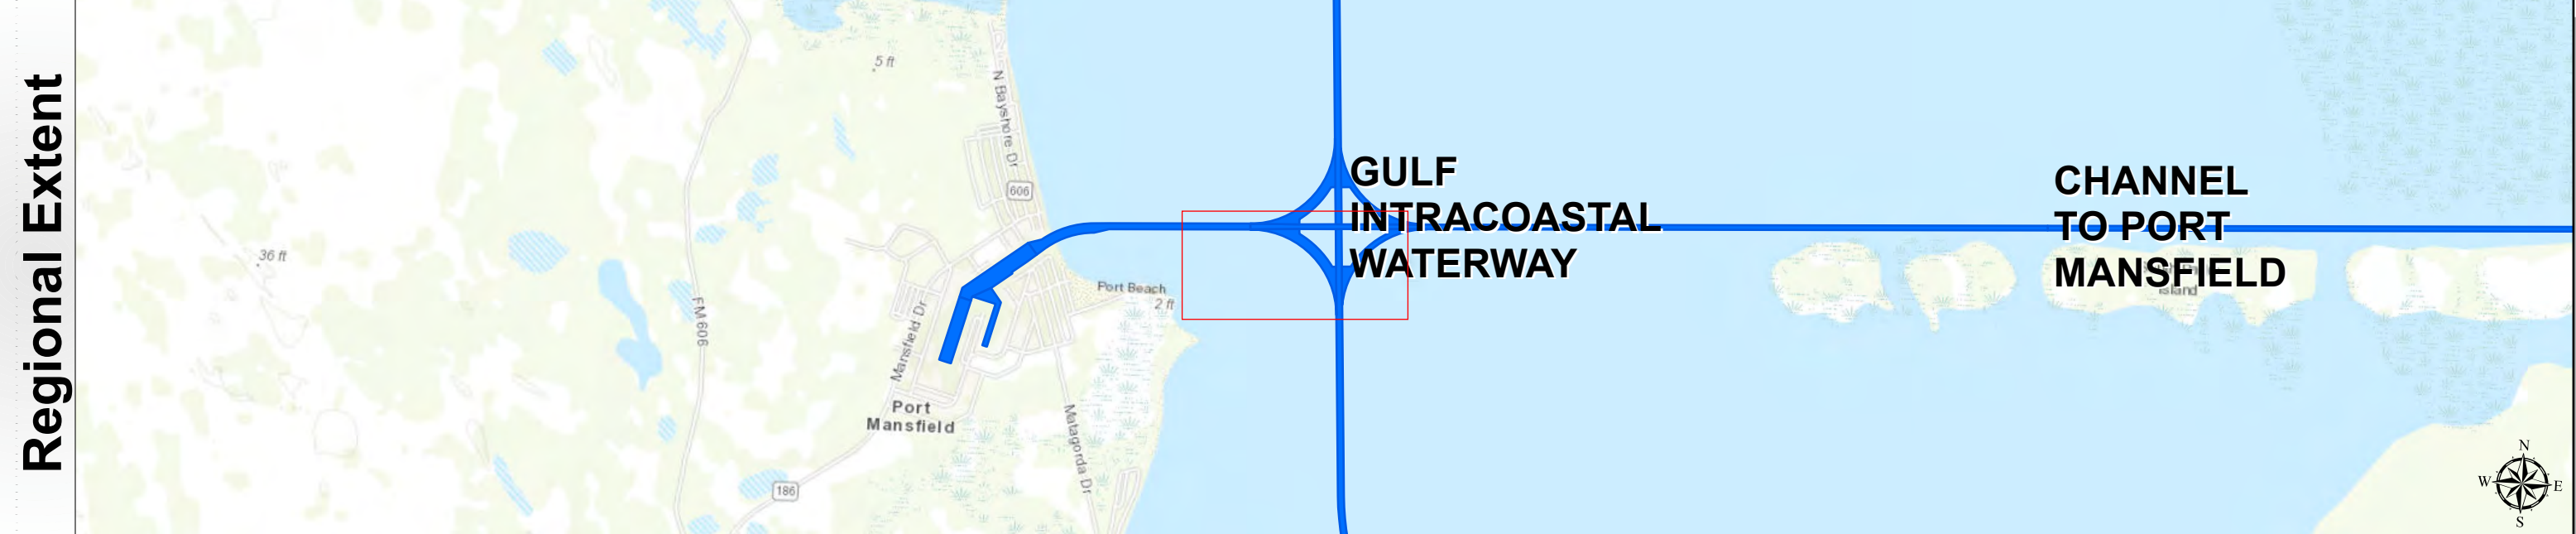 Regional Extent
5 ft
N Bayshore Dr
606
GULF
INTRACOASTAL
WATERWAY
CHANNEL
TO PORT
MANSFIELD
Island
36 ft
FM 606
Port Beach
2 ft
Mansfield Dr
Port
Mansfield
Matagorda Dr
186
N
W
E
S